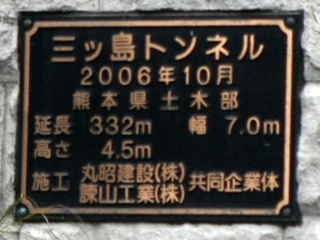 三ッ島トンネル
2006年10月
熊本県土木部
延長 332m 幅 7.0m
高さ 4.5m
施工 丸昭建設(株) 共同企業体
諫山工業(株)